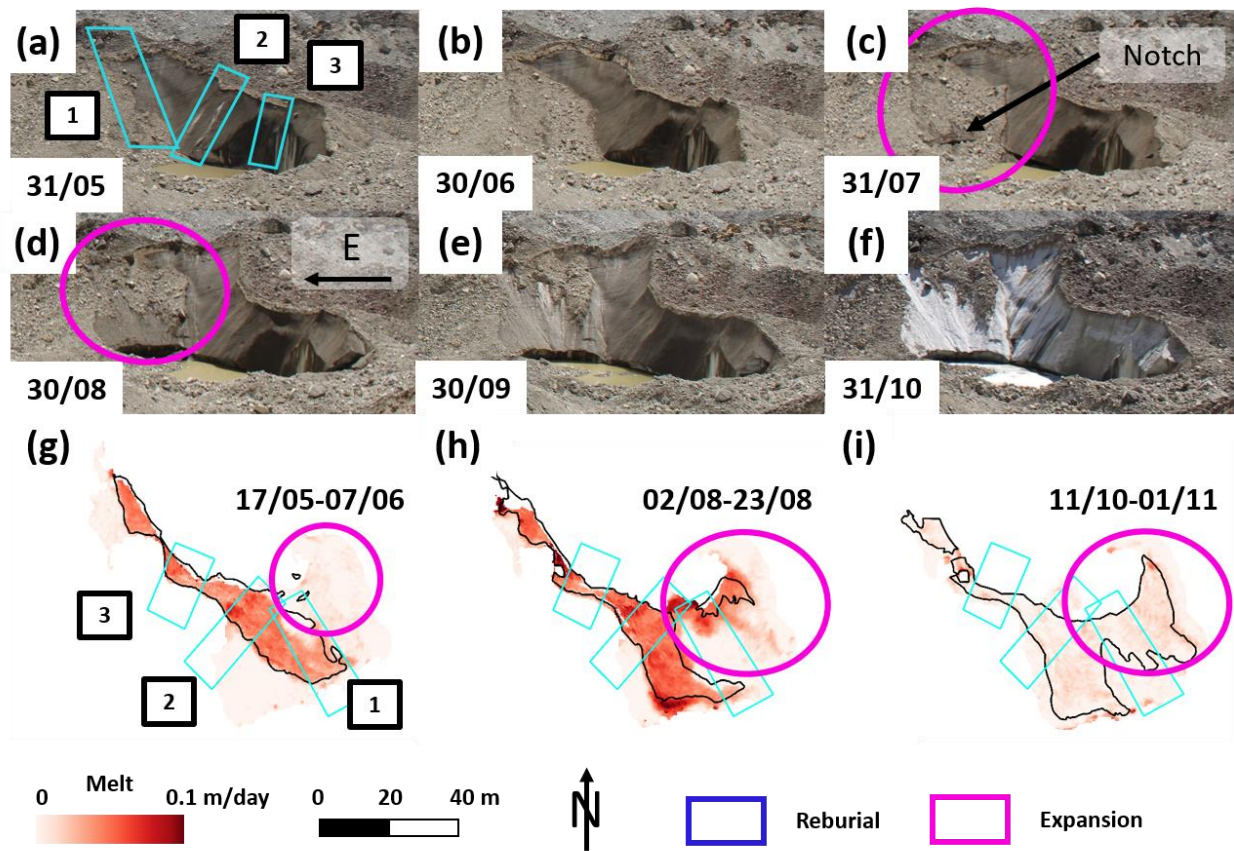 (a)
1
2
3
31/05
(b)
30/06
(c)
Notch
31/07
(d)
E
30/08
(e)
30/09
(f)
31/10
(g)
17/05-07/06
3
2
1
(h)
02/08-23/08
(i)
11/10-01/11
Melt
0 0.1 m/day
0 20 40 m
N
Reburial
Expansion